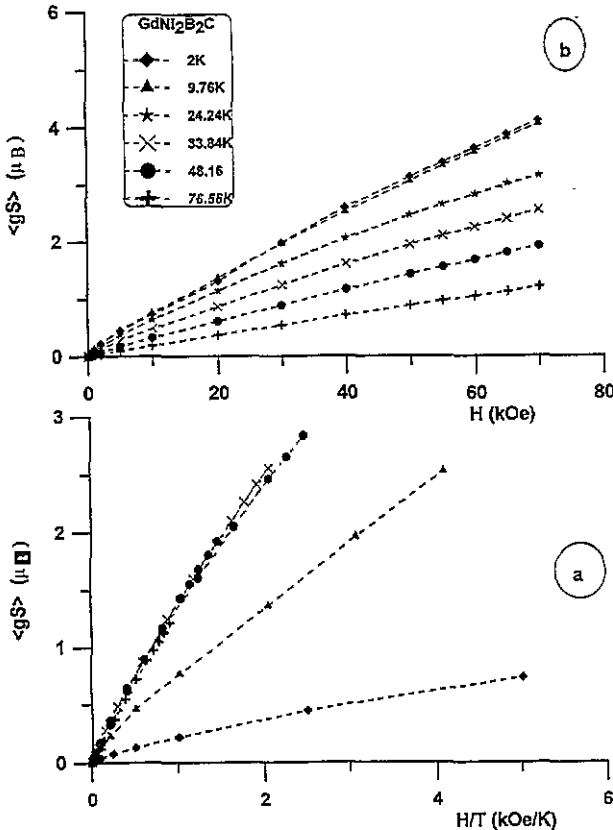 6
GdNI2B2C
2K
9.76K
24.24K
33.84K
48.16
76.56K
b
<gS> (μB)
4
2
0
0
20
40
60
80
H (kOe)
3
<gS> (μB)
2
a
1
0
0
2
4
6
H/T (kOe/K)